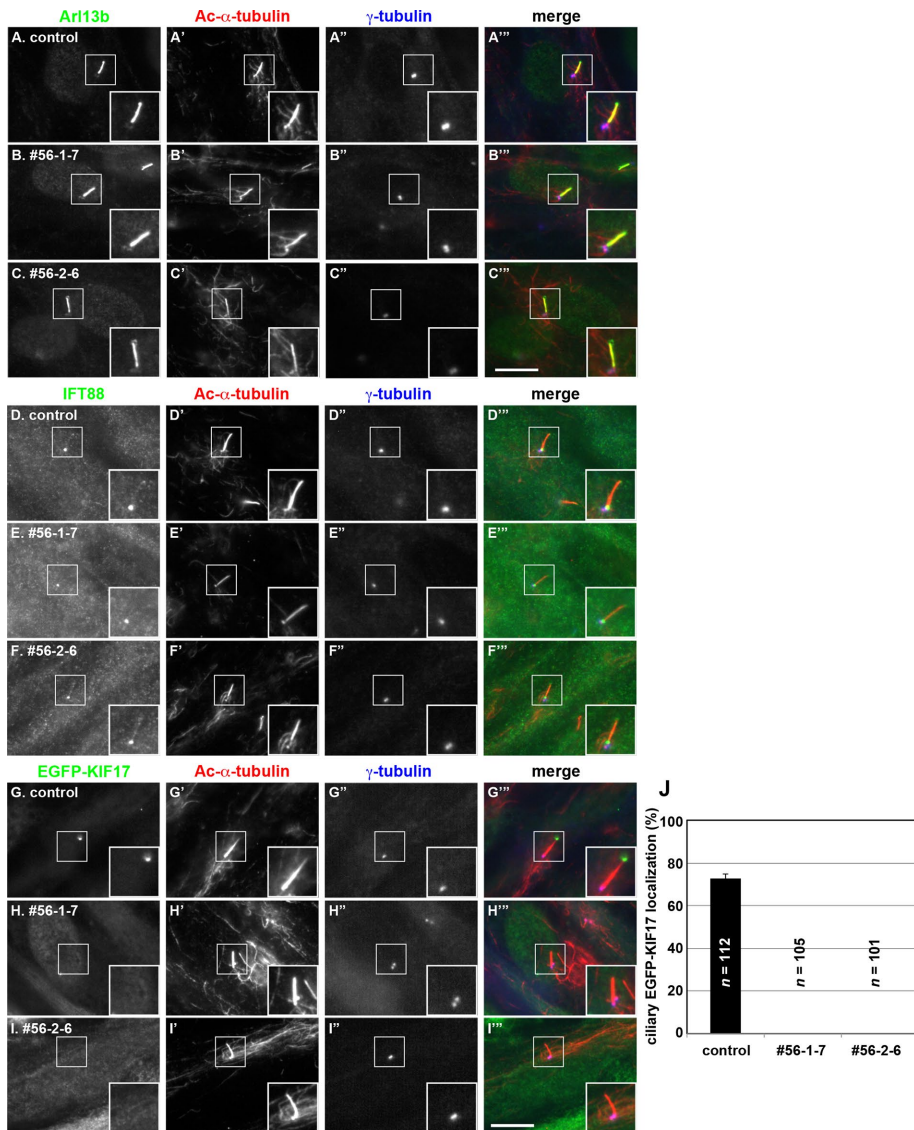 Arl13b Ac-α-tubulin γ-tubulin merge
A. control A' A" A'"
B. #56-1-7 B' B" B'"
C. #56-2-6 C' C" C'"
IFT88 Ac-α-tubulin γ-tubulin merge
D. control D' D" D'"
E. #56-1-7 E' E" E'"
F. #56-2-6 F' F" F'"
EGFP-KIF17 Ac-α-tubulin γ-tubulin merge
G. control G' G" G'"
H. #56-1-7 H' H" H'"
I. #56-2-6 I' I" I'"
J
ciliary EGFP-KIF17 localization (%)
100
80
60
40
20
0
n = 112
n = 105
n = 101
control #56-1-7 #56-2-6